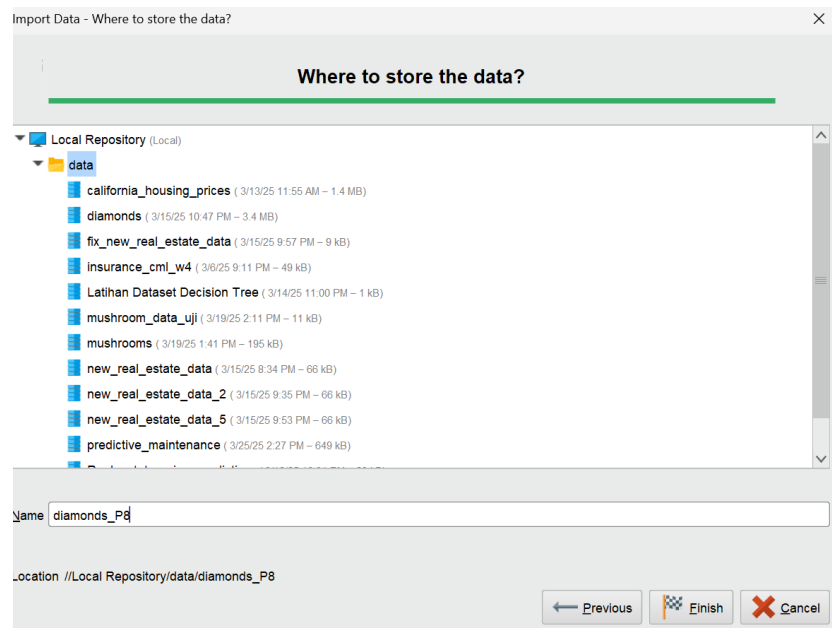 Import Data - Where to store the data?
Where to store the data?
Local Repository (Local)
data
california_housing_prices ( 3/13/25 11:55 AM – 1.4 MB)
diamonds ( 3/15/25 10:47 PM – 3.4 MB)
fix_new_real_estate_data ( 3/15/25 9:57 PM – 9 kB)
insurance_cml_w4 ( 3/6/25 9:11 PM – 49 kB)
Latihan Dataset Decision Tree ( 3/14/25 11:00 PM – 1 kB)
mushroom_data_uji ( 3/19/25 2:11 PM – 11 kB)
mushrooms ( 3/19/25 1:41 PM – 195 kB)
new_real_estate_data ( 3/15/25 8:34 PM – 66 kB)
new_real_estate_data_2 ( 3/15/25 9:35 PM – 66 kB)
new_real_estate_data_5 ( 3/15/25 9:53 PM – 66 kB)
predictive_maintenance ( 3/25/25 2:27 PM – 649 kB)
Name diamonds_P8
Location //Local Repository/data/diamonds_P8
Previous Finish Cancel